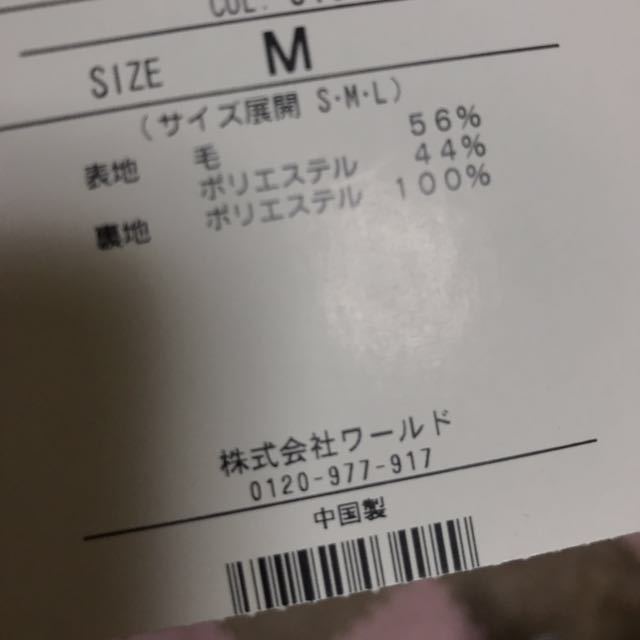 COL.
SIZE M
(サイズ展開 S・M・L)
表地 毛 56%
ポリエステル 44%
裏地 ポリエステル 100%
株式会社ワールド
0120-977-917
中国製